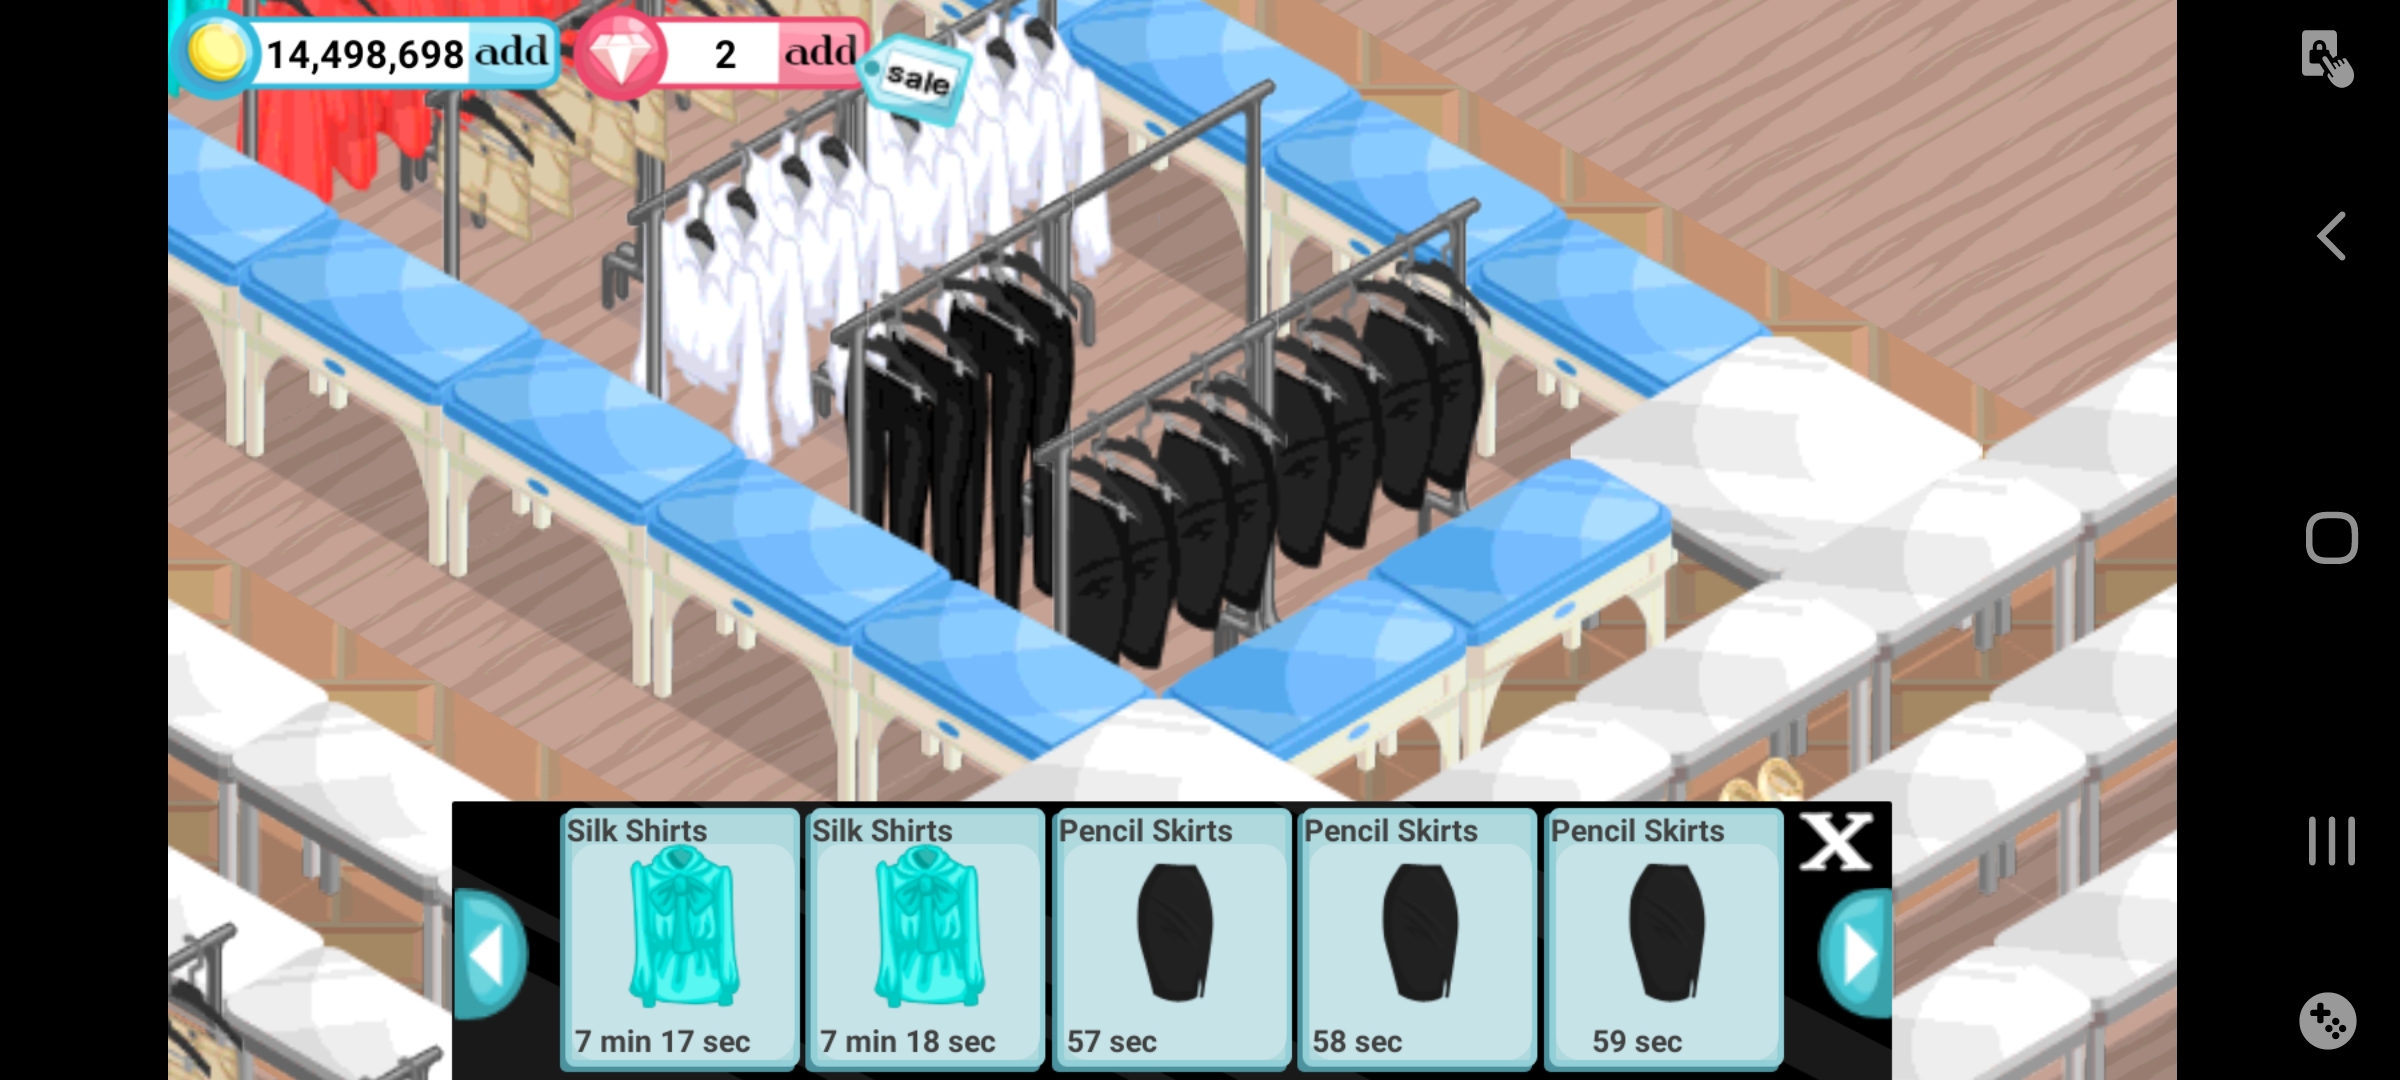 14,498,698 add
2 add
sale
Silk Shirts
7 min 17 sec
Silk Shirts
7 min 18 sec
Pencil Skirts
57 sec
Pencil Skirts
58 sec
Pencil Skirts
59 sec
X